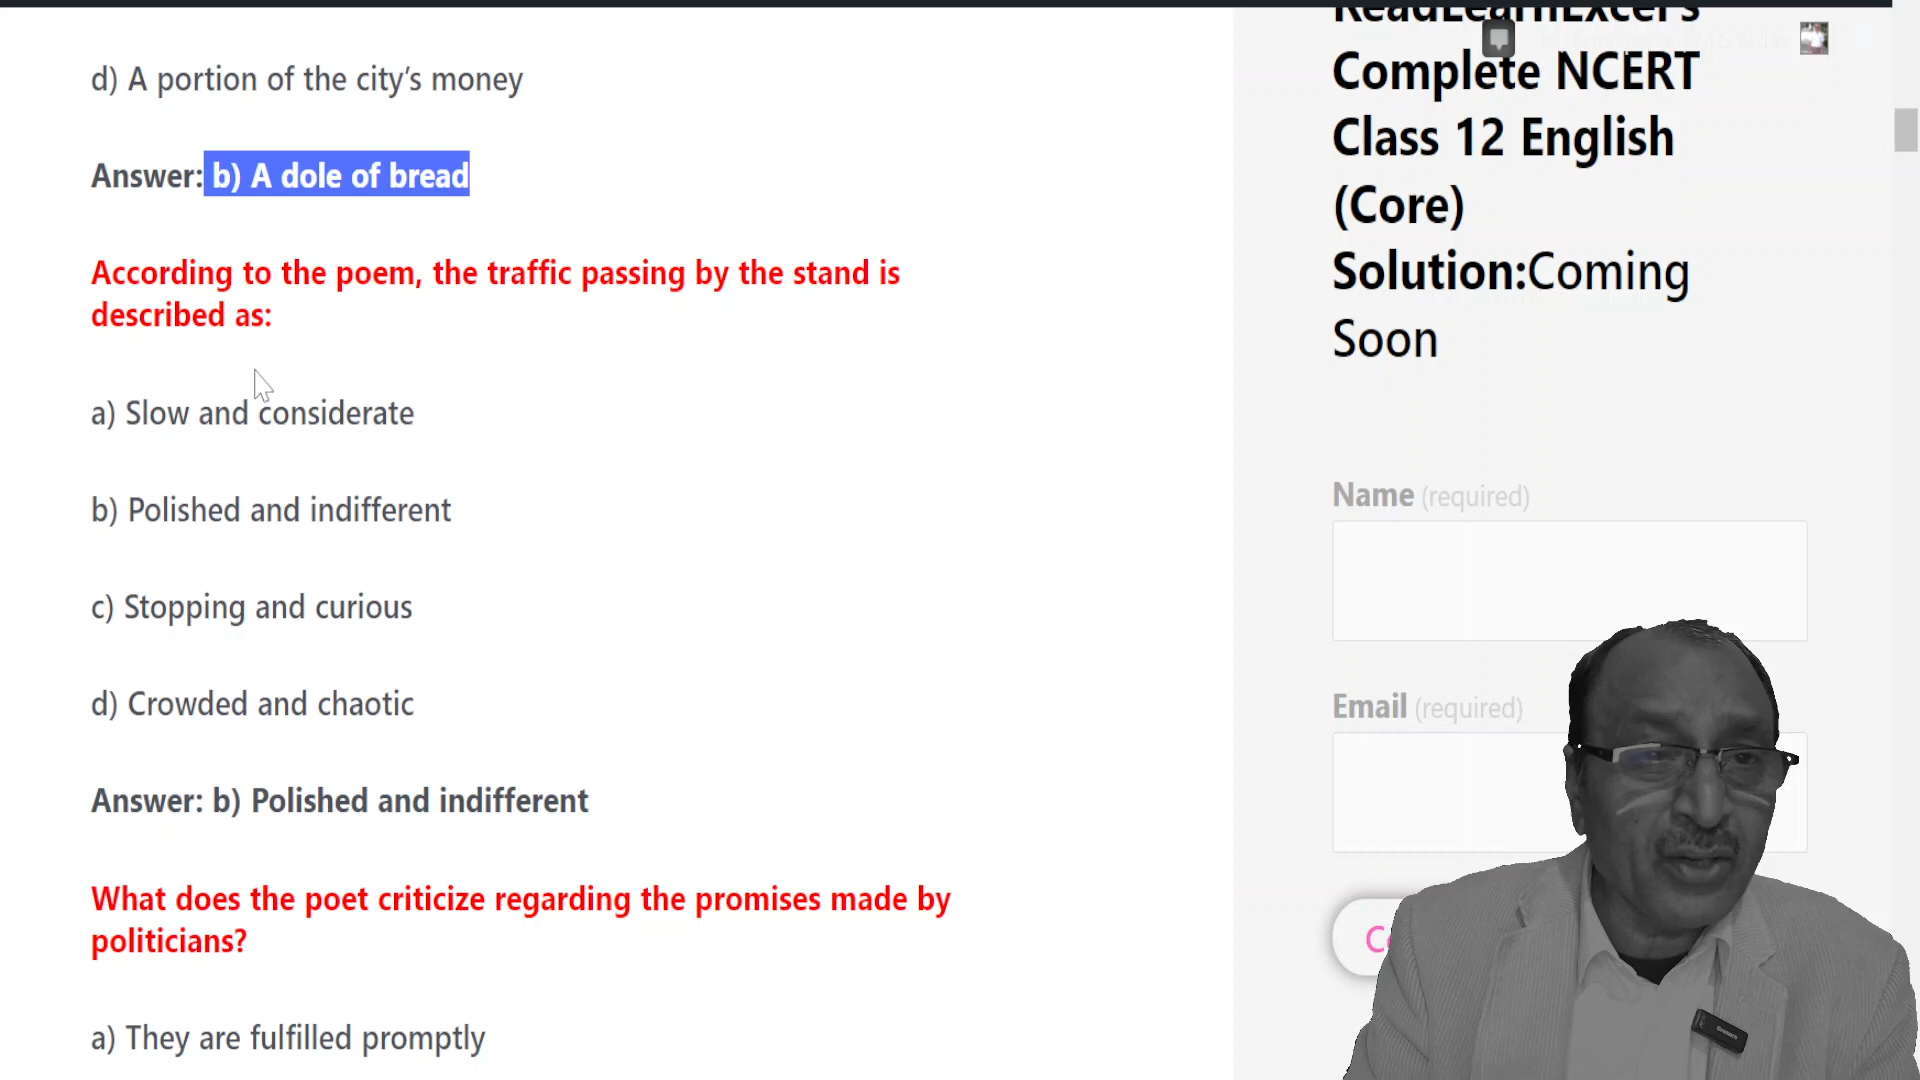 d) A portion of the city's money
Answer: b) A dole of bread
According to the poem, the traffic passing by the stand is
described as:
a) Slow and considerate
b) Polished and indifferent
c) Stopping and curious
d) Crowded and chaotic
Answer: b) Polished and indifferent
What does the poet criticize regarding the promises made by
politicians?
a) They are fulfilled promptly
ReadLearnExcel's
Complete NCERT
Class 12 English
(Core)
Solution:Coming
Soon
Name (required)
Email (required)